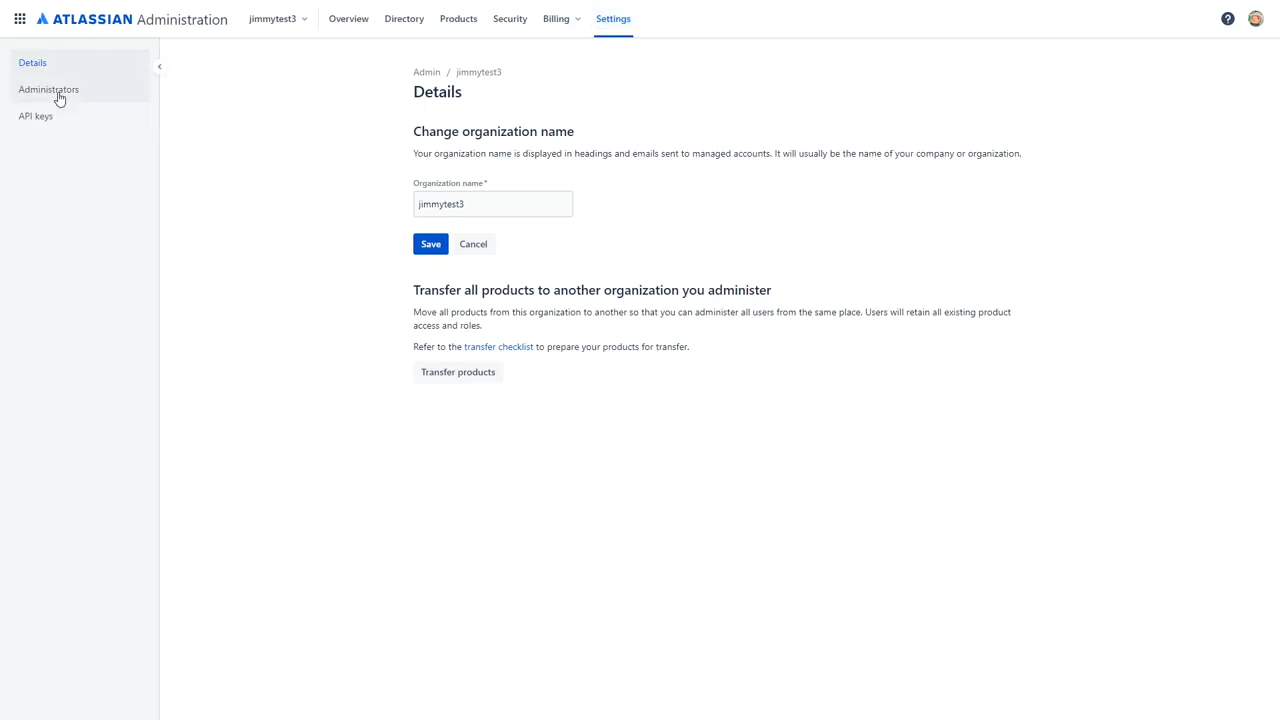 ATLASSIAN Administration
jimmytest3
Overview
Directory
Products
Security
Billing
Settings
?
Details
Administrators
API keys
Admin / jimmytest3
Details
Change organization name
Your organization name is displayed in headings and emails sent to managed accounts. It will usually be the name of your company or organization.
Organization name*
jimmytest3
Save
Cancel
Transfer all products to another organization you administer
Move all products from this organization to another so that you can administer all users from the same place. Users will retain all existing product
access and roles.
Refer to the transfer checklist to prepare your products for transfer.
Transfer products